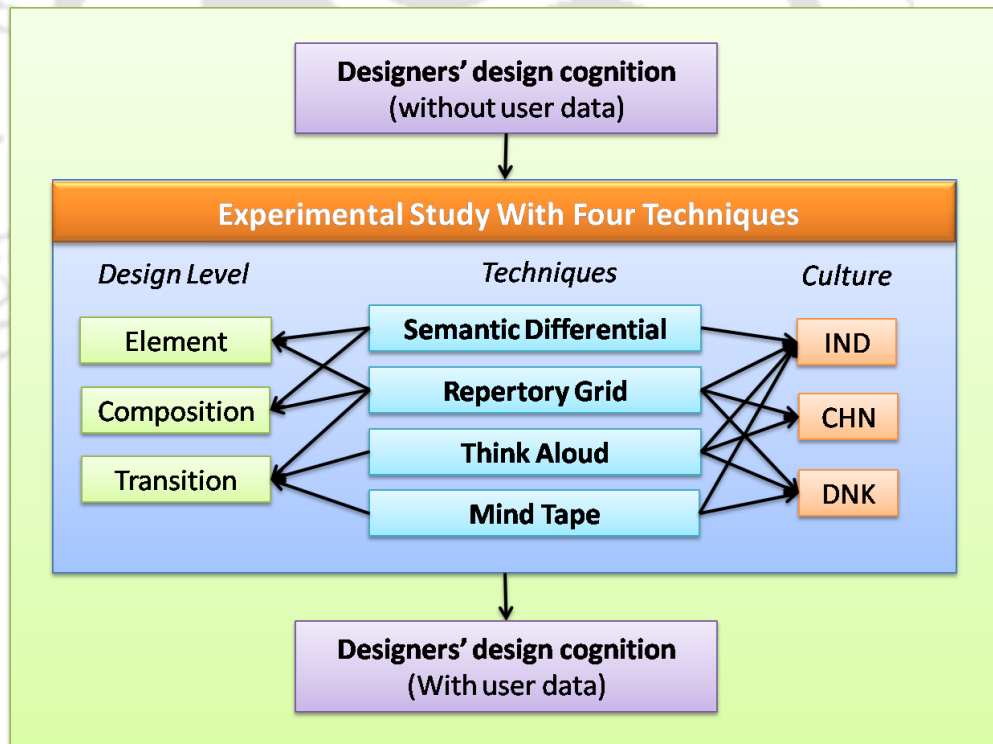 Designers’ design cognition
(without user data)
Experimental Study With Four Techniques
Design Level
Techniques
Culture
Element
Composition
Transition
Semantic Differential
Repertory Grid
Think Aloud
Mind Tape
IND
CHN
DNK
Designers’ design cognition
(With user data)